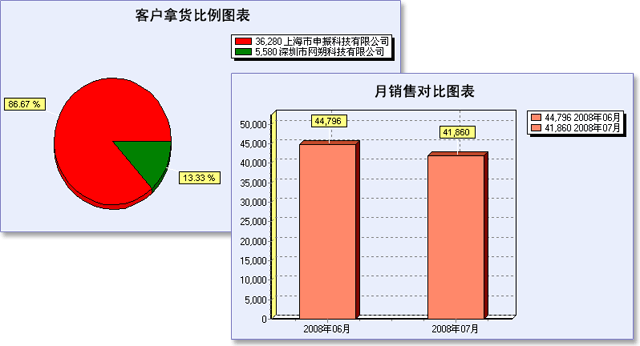 客户拿货比例图表
36,280 上海市申振科技有限公司
5,580 深圳市网朔科技有限公司
86.67 %
13.33 %
月销售对比图表
44,796 2008年06月
41,860 2008年07月
44,796
41,860
50,000
45,000
40,000
35,000
30,000
25,000
20,000
15,000
10,000
5,000
0
2008年06月
2008年07月